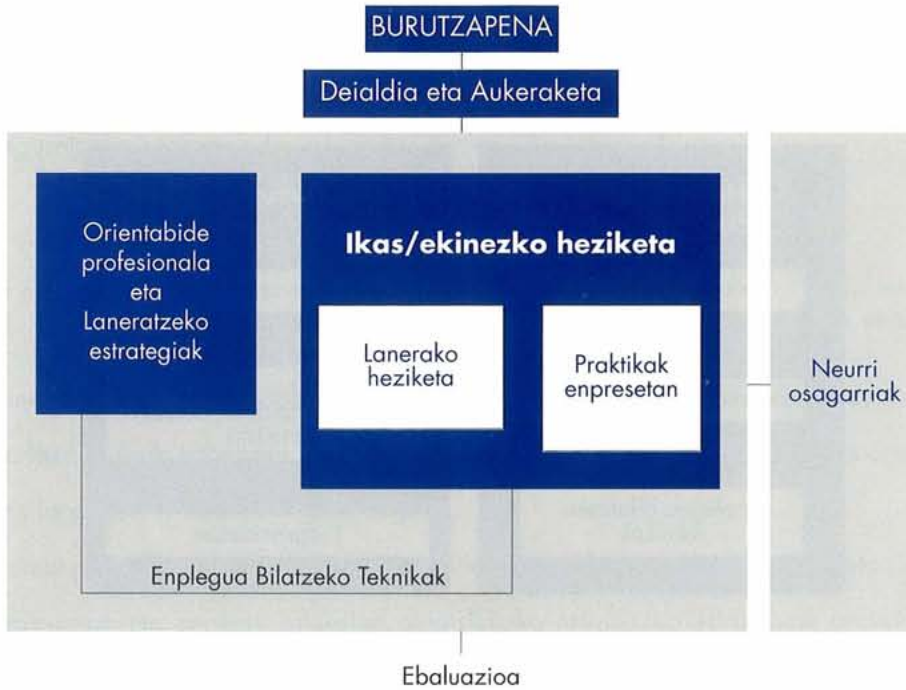 BURUTZAPENA
Deialdia eta Aukeraketa
Orientabide
profesionala
eta
Laneratzeko
estrategiak
Ikas/ekinezko heziketa
Lanerako
heziketa
Praktikak
enpresetan
Neurri
osagarriak
Enplegua Bilatzeko Teknikak
Ebaluazioa